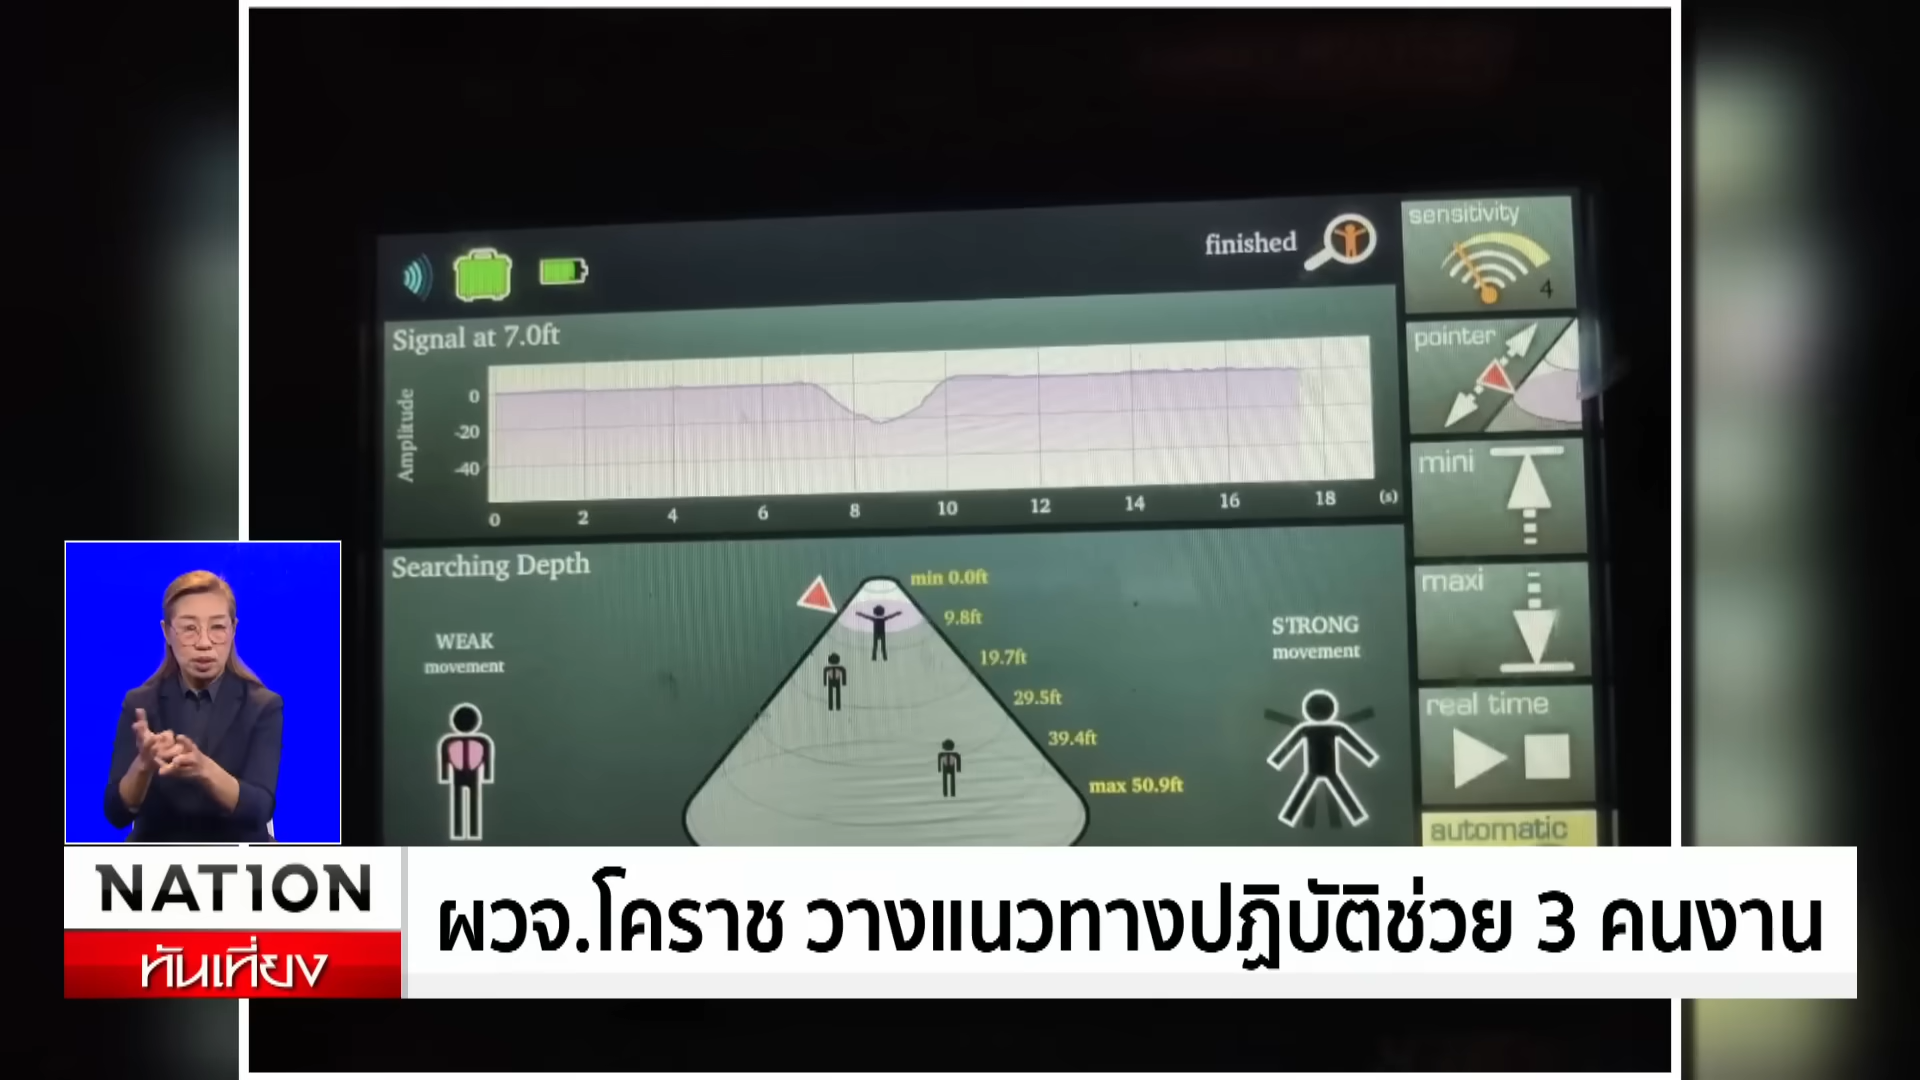 finished
sensitivity
4
Signal at 7.0ft
pointer
Amplitude
0
-20
-40
0 2 4 6 8 10 12 14 16 18 (s)
mini
Searching Depth
min 0.0ft
9.8ft
19.7ft
29.5ft
39.4ft
max 50.9ft
WEAK
movement
STRONG
movement
maxi
real time
automatic
NATION
ทันเที่ยง
ผวจ.โคราช วางแนวทางปฏิบัติช่วย 3 คนงาน